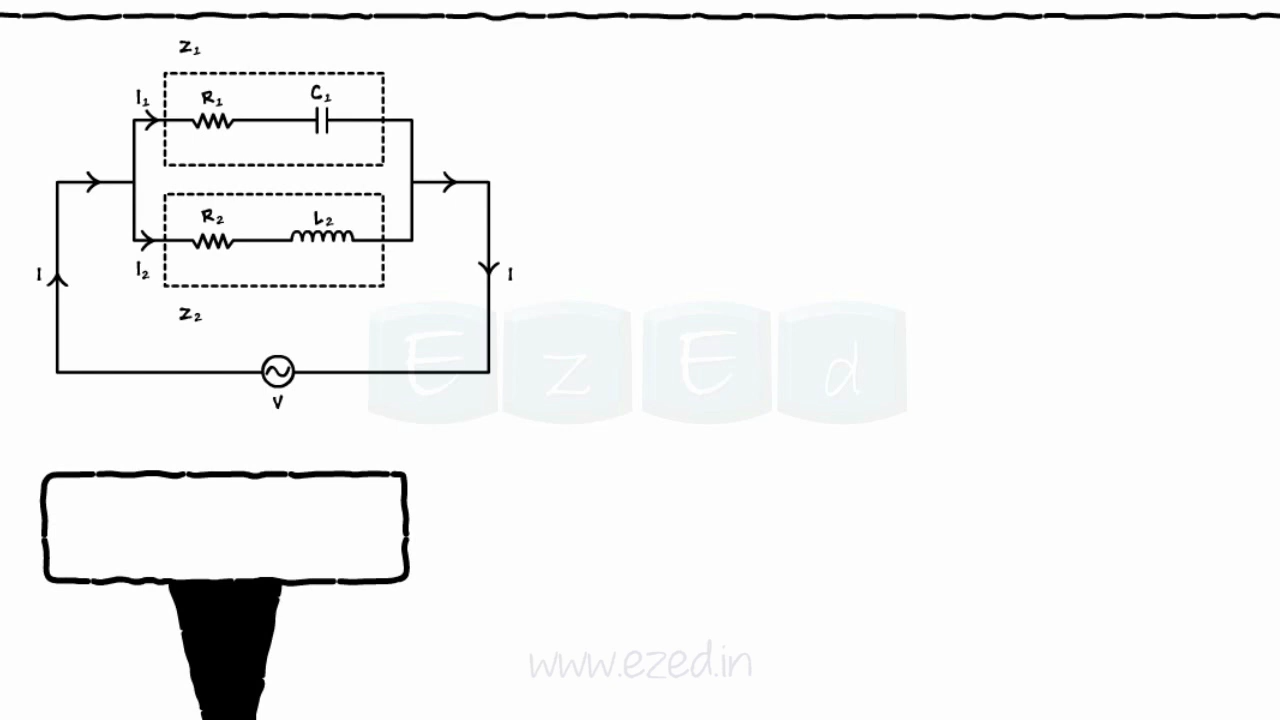 Z₁
I₁ R₁ C₁
R₂ L₂
I₂
I I
Z₂
V
EzEd
www.ezed.in